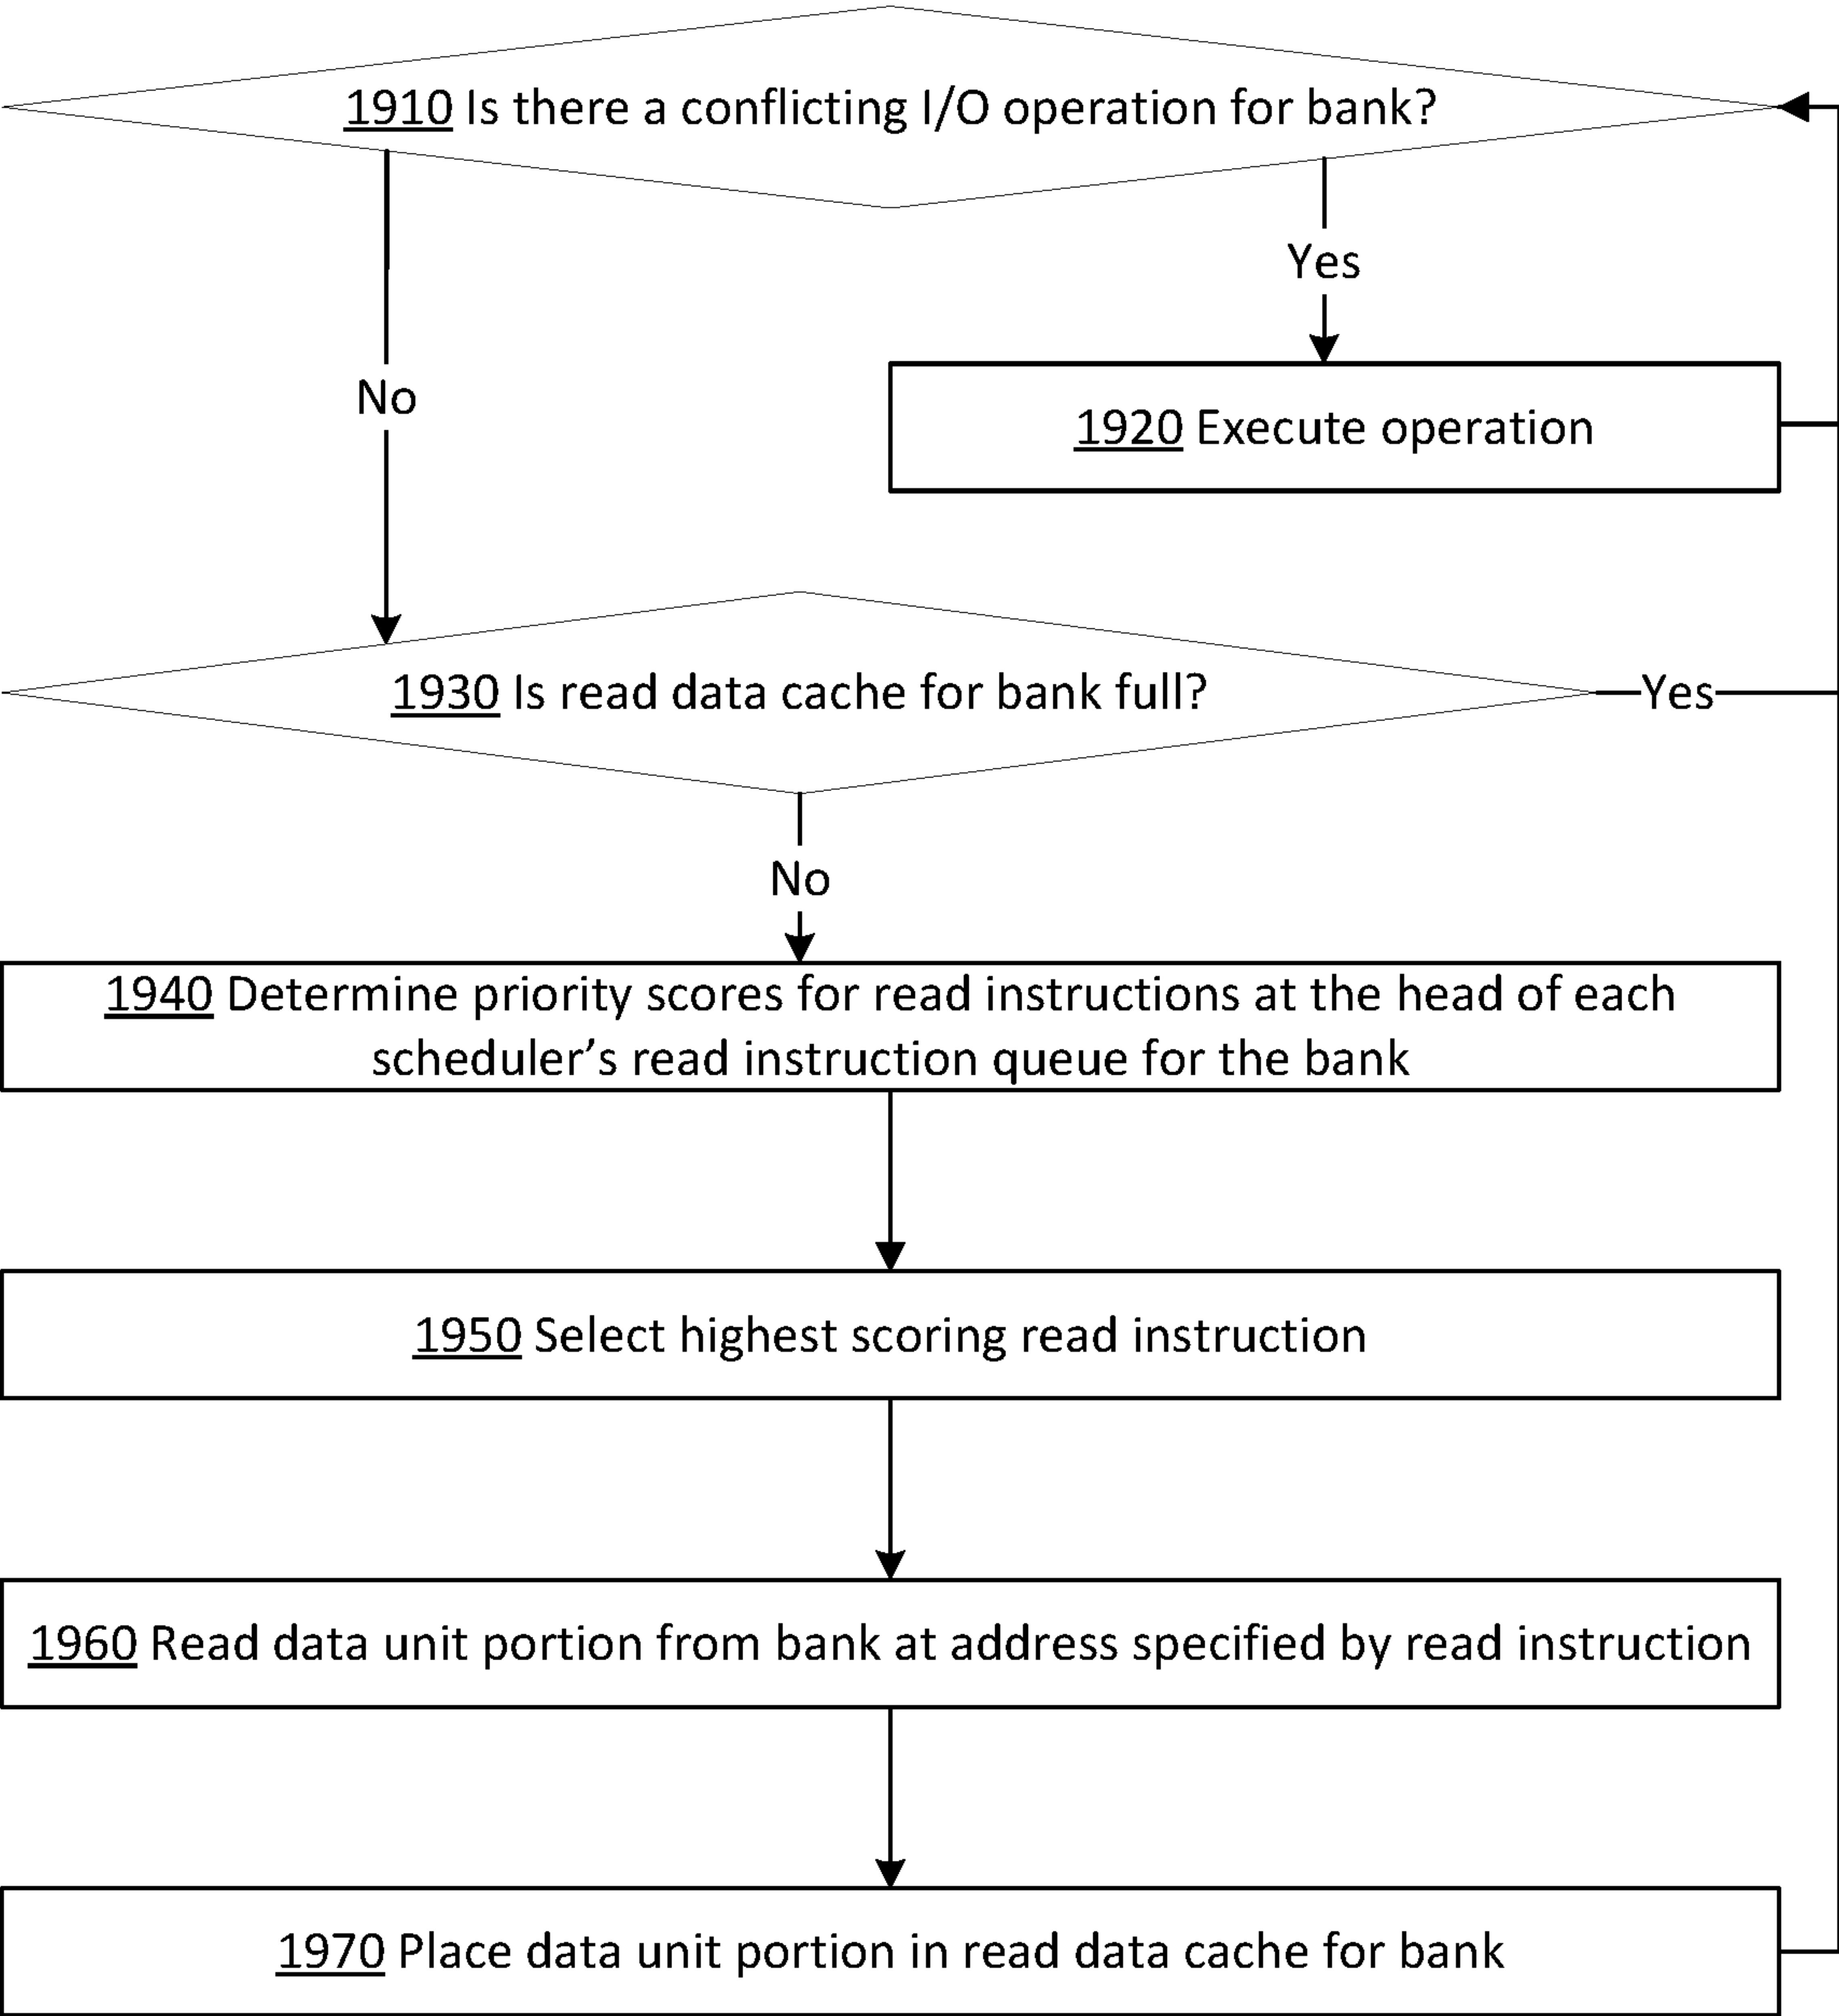 1910 Is there a conflicting I/O operation for bank?
Yes
No
1920 Execute operation
1930 Is read data cache for bank full?
Yes
No
1940 Determine priority scores for read instructions at the head of each
scheduler’s read instruction queue for the bank
1950 Select highest scoring read instruction
1960 Read data unit portion from bank at address specified by read instruction
1970 Place data unit portion in read data cache for bank